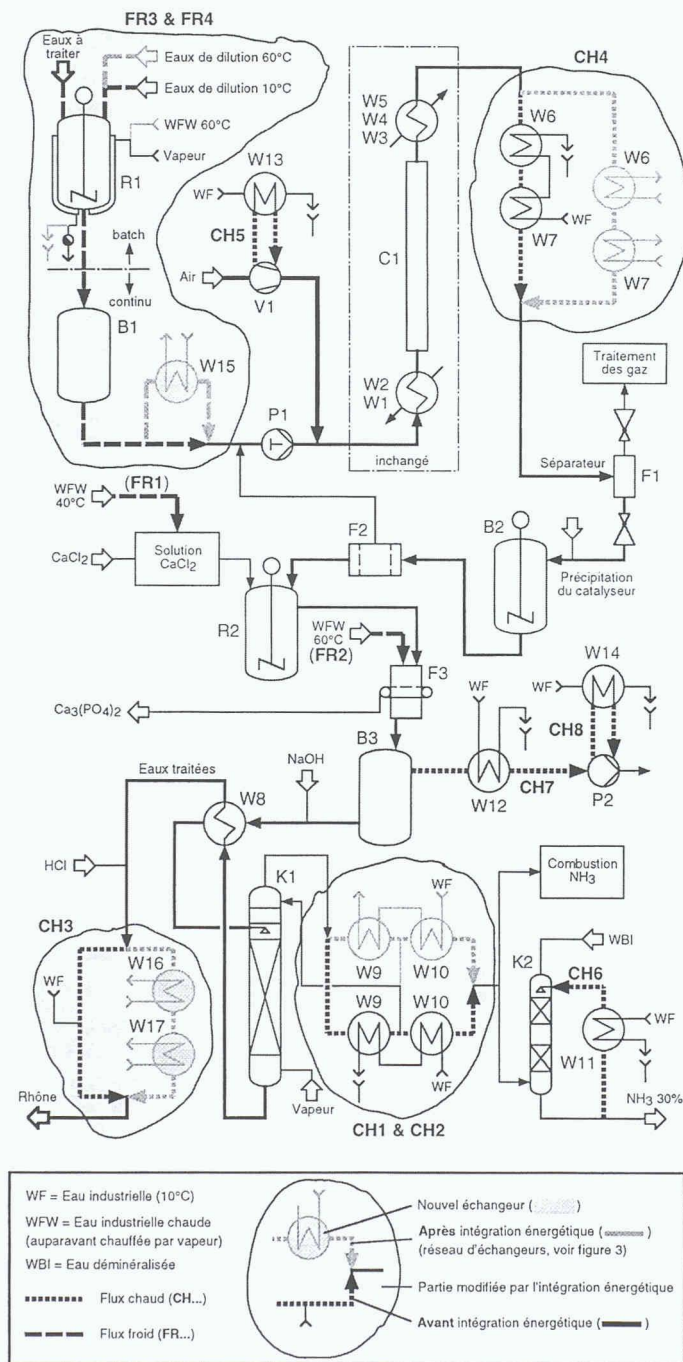 FR3 & FR4
Eaux à
traiter
Eaux de dilution 60°C
Eaux de dilution 10°C
WFW 60°C
Vapeur
R1
batch
continu
B1
W15
W13
WF
CH5
Air
V1
P1
W5
W4
W3
C1
W2
W1
inchangé
CH4
W6
W6
W7
WF
W7
Traitement
des gaz
Séparateur
F1
WFW
40°C
(FR1)
CaCl2
Solution
CaCl2
R2
F2
B2
Précipitation
du catalyseur
WFW
60°C
(FR2)
F3
Ca3(PO4)2
B3
WF
W12
CH7
W14
WF
CH8
P2
Eaux traitées
NaOH
W8
HCl
K1
CH3
WF
W16
W17
Rhône
Vapeur
WF
W9
W10
W9
W10
WF
CH1 & CH2
Combustion
NH3
K2
WBI
CH6
WF
W11
NH3 30%
WF = Eau industrielle (10°C)
WFW = Eau industrielle chaude
(auparavant chauffée par vapeur)
WBI = Eau déminéralisée
Flux chaud (CH...)
Flux froid (FR...)
Nouvel échangeur ( )
Après intégration énergétique ( )
(réseau d'échangeurs, voir figure 3)
Partie modifiée par l'intégration énergétique
Avant intégration énergétique ( )